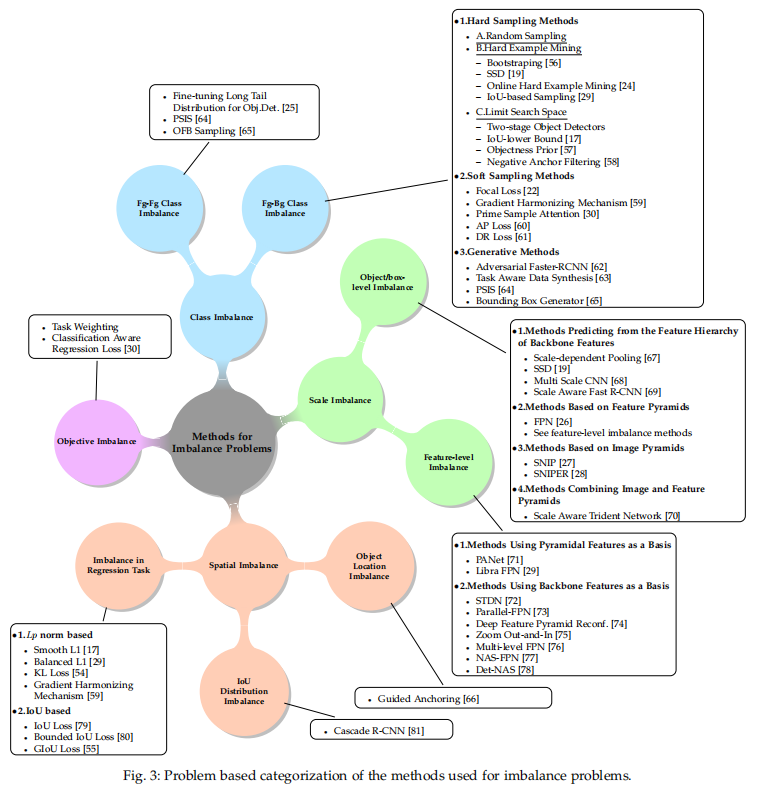 ●1.Hard Sampling Methods
• A.Random Sampling
• B.Hard Example Mining
– Bootstraping [56]
– SSD [19]
– Online Hard Example Mining [24]
– IoU-based Sampling [29]
• C.Limit Search Space
– Two-stage Object Detectors
– IoU-lower Bound [17]
– Objectness Prior [57]
– Negative Anchor Filtering [58]
●2.Soft Sampling Methods
• Focal Loss [22]
• Gradient Harmonizing Mechanism [59]
• Prime Sample Attention [30]
• AP Loss [60]
• DR Loss [61]
●3.Generative Methods
• Adversarial Faster-RCNN [62]
• Task Aware Data Synthesis [63]
• PSIS [64]
• Bounding Box Generator [65]
• Fine-tuning Long Tail
Distribution for Obj.Det. [25]
• PSIS [64]
• OFB Sampling [65]
Fg-Fg Class
Imbalance
Fg-Bg Class
Imbalance
Class Imbalance
Object/box-
level Imbalance
• Task Weighting
• Classification Aware
Regression Loss [30]
Objective Imbalance
Methods for
Imbalance Problems
Scale Imbalance
Feature-level
Imbalance
●1.Methods Predicting from the Feature Hierarchy
of Backbone Features
• Scale-dependent Pooling [67]
• SSD [19]
• Multi Scale CNN [68]
• Scale Aware Fast R-CNN [69]
●2.Methods Based on Feature Pyramids
• FPN [26]
• See feature-level imbalance methods
●3.Methods Based on Image Pyramids
• SNIP [27]
• SNIPER [28]
●4.Methods Combining Image and Feature
Pyramids
• Scale Aware Trident Network [70]
●1.Methods Using Pyramidal Features as a Basis
• PANet [71]
• Libra FPN [29]
●2.Methods Using Backbone Features as a Basis
• STDN [72]
• Parallel-FPN [73]
• Deep Feature Pyramid Reconf. [74]
• Zoom Out-and-In [75]
• Multi-level FPN [76]
• NAS-FPN [77]
• Det-NAS [78]
Imbalance in
Regression Task
Spatial Imbalance
Object
Location
Imbalance
IoU
Distribution
Imbalance
●1.Lp norm based
• Smooth L1 [17]
• Balanced L1 [29]
• KL Loss [54]
• Gradient Harmonizing
Mechanism [59]
●2.IoU based
• IoU Loss [79]
• Bounded IoU Loss [80]
• GIoU Loss [55]
• Guided Anchoring [66]
• Cascade R-CNN [81]
Fig. 3: Problem based categorization of the methods used for imbalance problems.